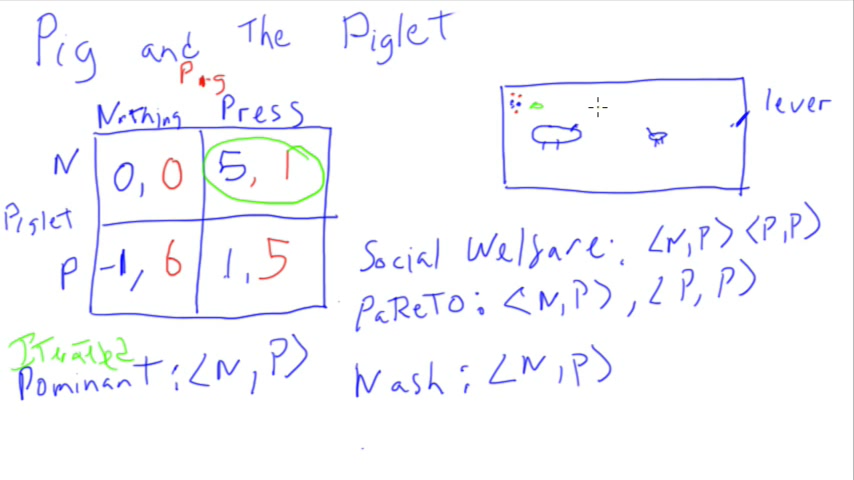 Pig and The Piglet
Pig
Nothing Press
lever
N 0, 0 5, 1
Piglet
P -1, 6 1, 5
Social Welfare: <N,P> <P,P>
PaReTO: <N,P>, <P,P>
ITerated
Dominant: <N,P>
Nash: <N,P>